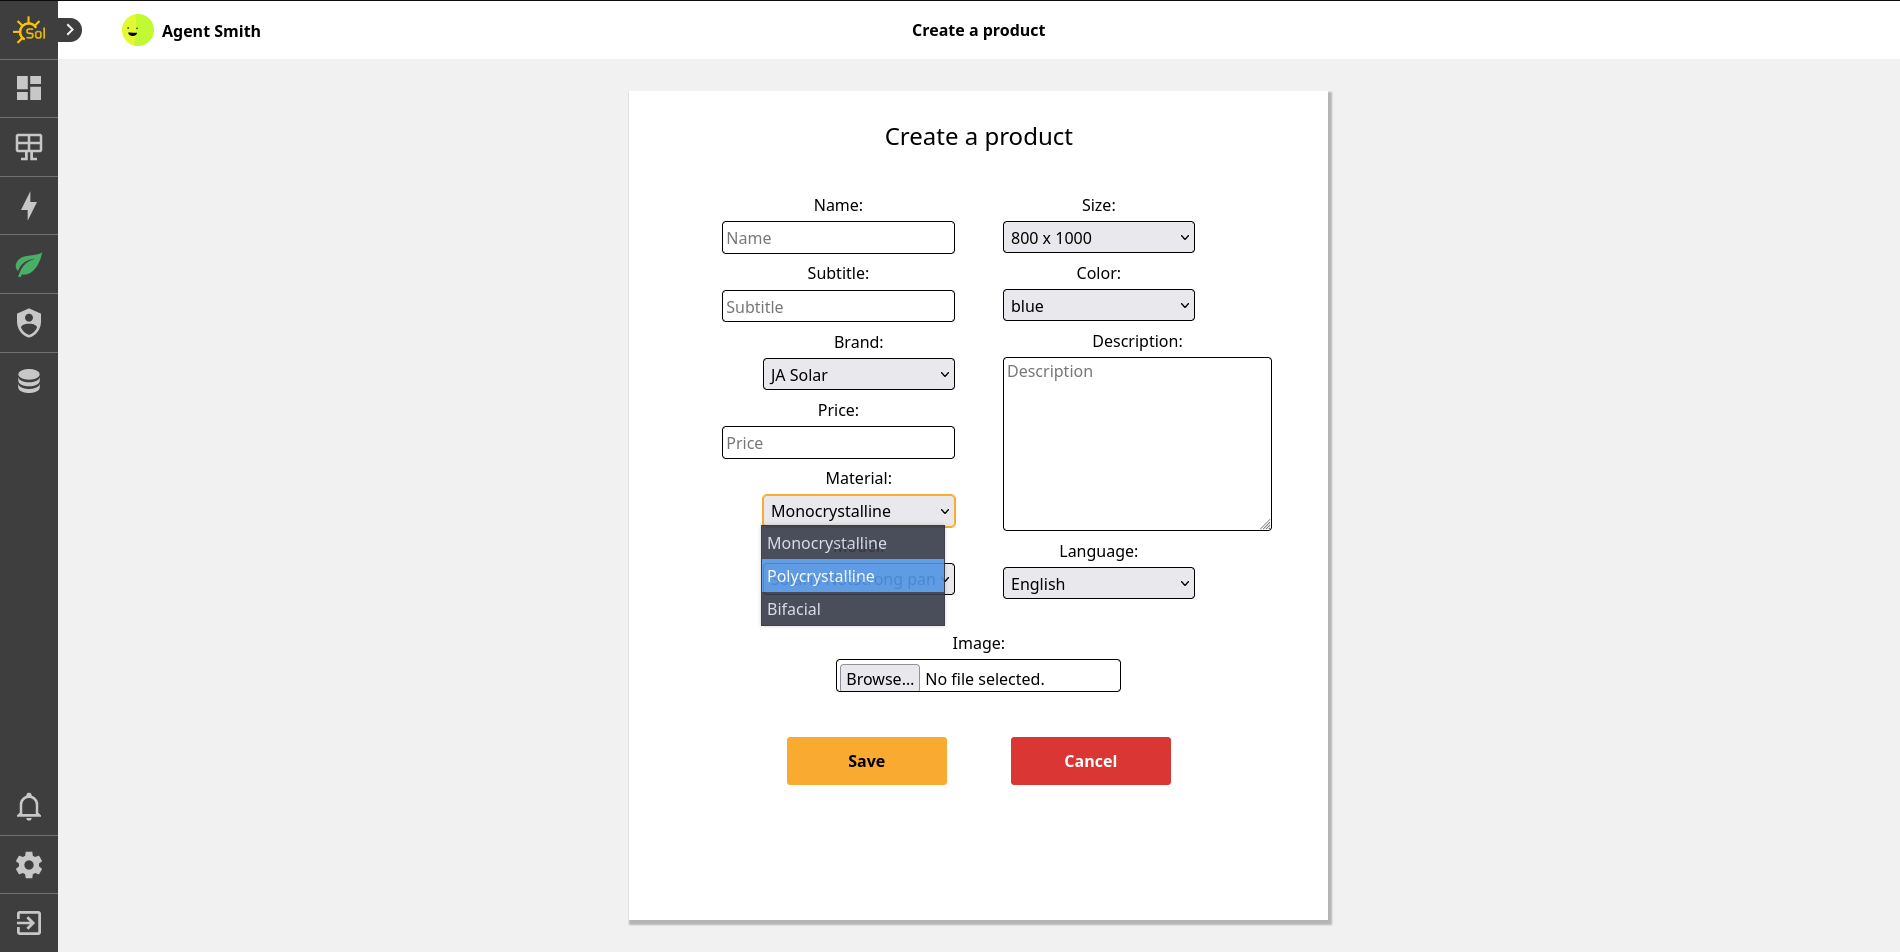 Sol
Agent Smith
Create a product
Create a product
Name:
Name
Subtitle:
Subtitle
Brand:
JA Solar
Price:
Price
Material:
Monocrystalline
Monocrystalline
Polycrystalline
Bifacial
Size:
800 x 1000
Color:
blue
Description:
Description
Language:
English
Image:
Browse... No file selected.
Save
Cancel